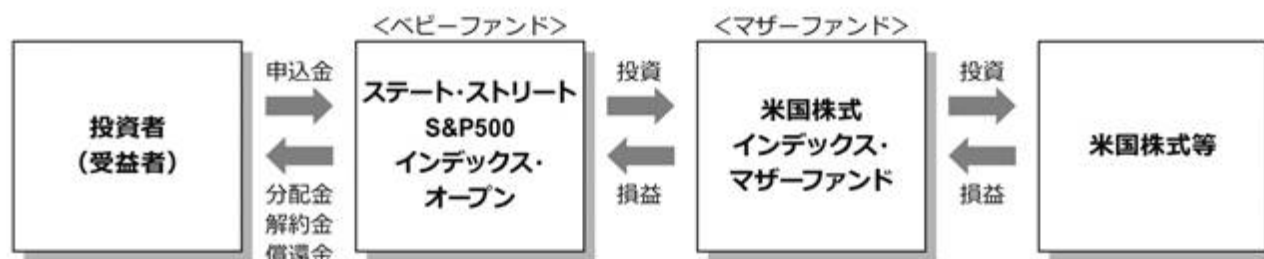 <ベビーファンド>
<マザーファンド>
投資者
(受益者)
申込金
分配金
解約金
償還金
ステート・ストリート
S&P500
インデックス・
オープン
投資
損益
米国株式
インデックス・
マザーファンド
投資
損益
米国株式等